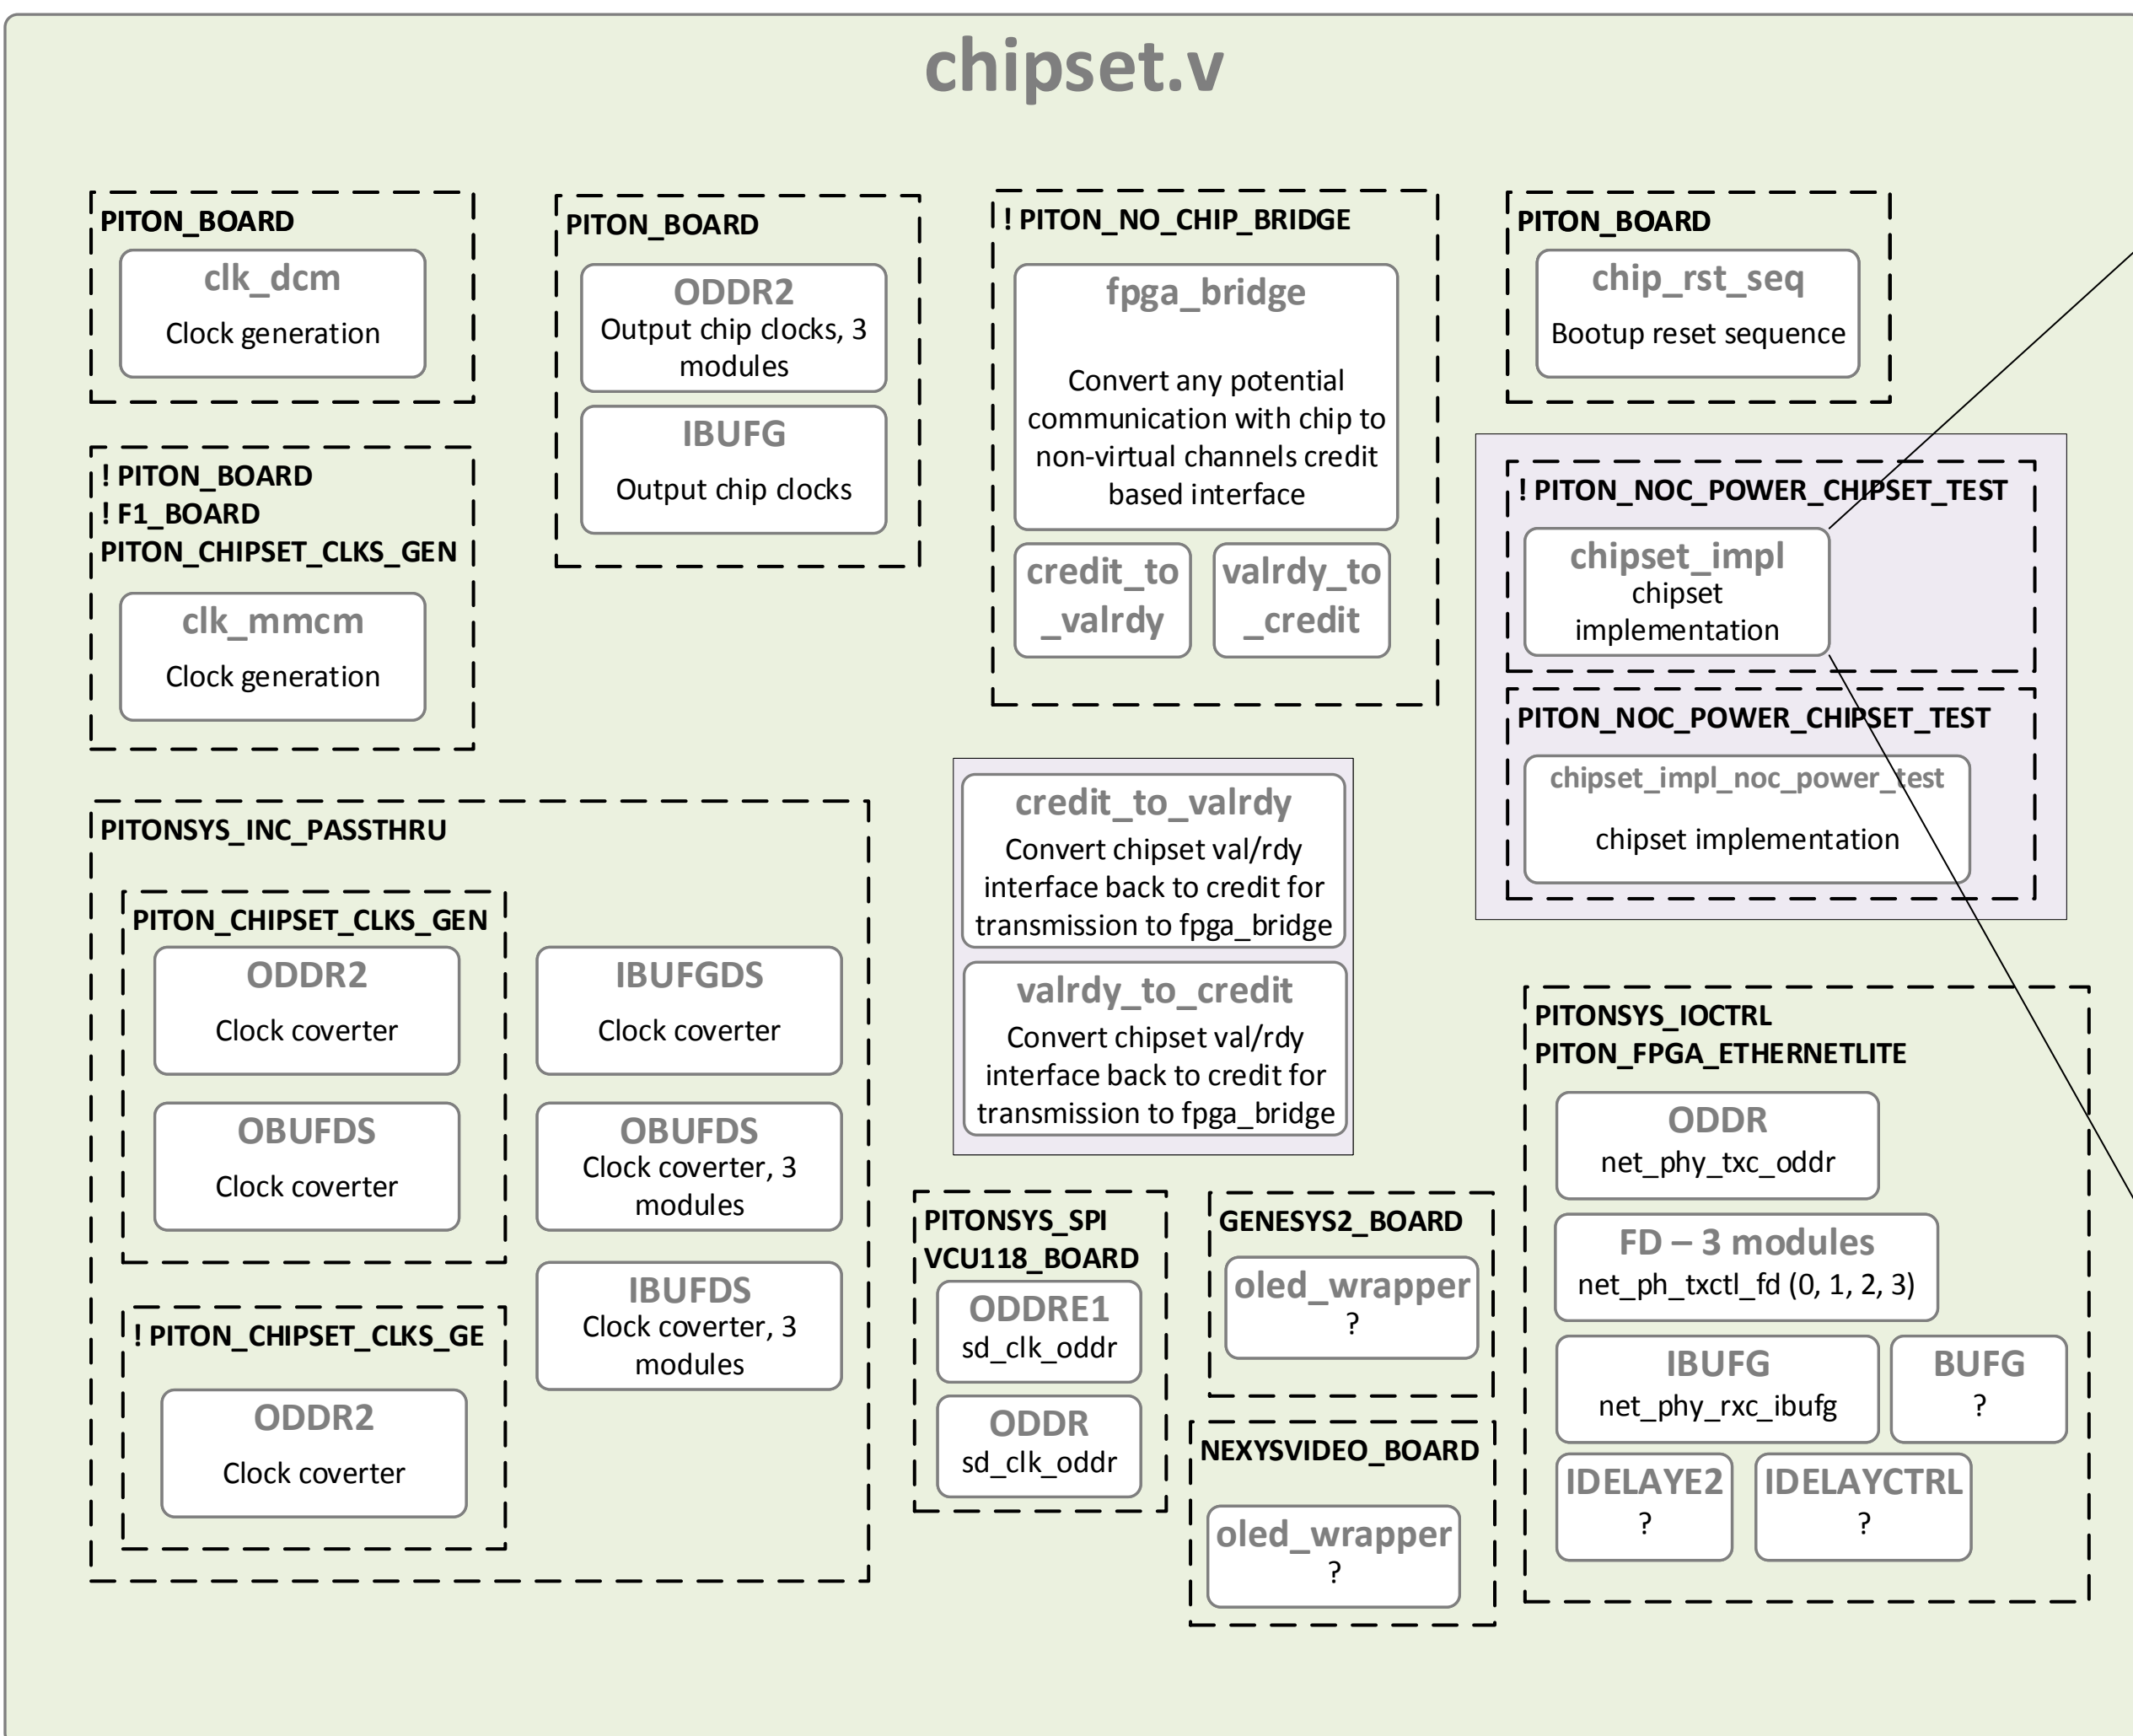 chipset.v
PITON_BOARD
clk_dcm
Clock generation
PITON_BOARD
ODDR2
Output chip clocks, 3
modules
IBUFG
Output chip clocks
! PITON_NO_CHIP_BRIDGE
fpga_bridge
Convert any potential
communication with chip to
non-virtual channels credit
based interface
credit_to
_valrdy
valrdy_to
_credit
PITON_BOARD
chip_rst_seq
Bootup reset sequence
! PITON_BOARD
! F1_BOARD
PITON_CHIPSET_CLKS_GEN
clk_mmcm
Clock generation
! PITON_NOC_POWER_CHIPSET_TEST
chipset_impl
chipset
implementation
PITON_NOC_POWER_CHIPSET_TEST
chipset_impl_noc_power_test
chipset implementation
credit_to_valrdy
Convert chipset val/rdy
interface back to credit for
transmission to fpga_bridge
valrdy_to_credit
Convert chipset val/rdy
interface back to credit for
transmission to fpga_bridge
PITONSYS_INC_PASSTHRU
PITON_CHIPSET_CLKS_GEN
ODDR2
Clock coverter
OBUFDS
Clock coverter
! PITON_CHIPSET_CLKS_GE
ODDR2
Clock coverter
IBUFGDS
Clock coverter
OBUFDS
Clock coverter, 3
modules
IBUFDS
Clock coverter, 3
modules
PITONSYS_SPI
VCU118_BOARD
ODDRE1
sd_clk_oddr
ODDR
sd_clk_oddr
GENESYS2_BOARD
oled_wrapper
?
NEXYSVIDEO_BOARD
oled_wrapper
?
PITONSYS_IOCTRL
PITON_FPGA_ETHERNETLITE
ODDR
net_phy_txc_oddr
FD – 3 modules
net_ph_txctl_fd (0, 1, 2, 3)
IBUFG
net_phy_rxc_ibufg
BUFG
?
IDELAYE2
?
IDELAYCTRL
?